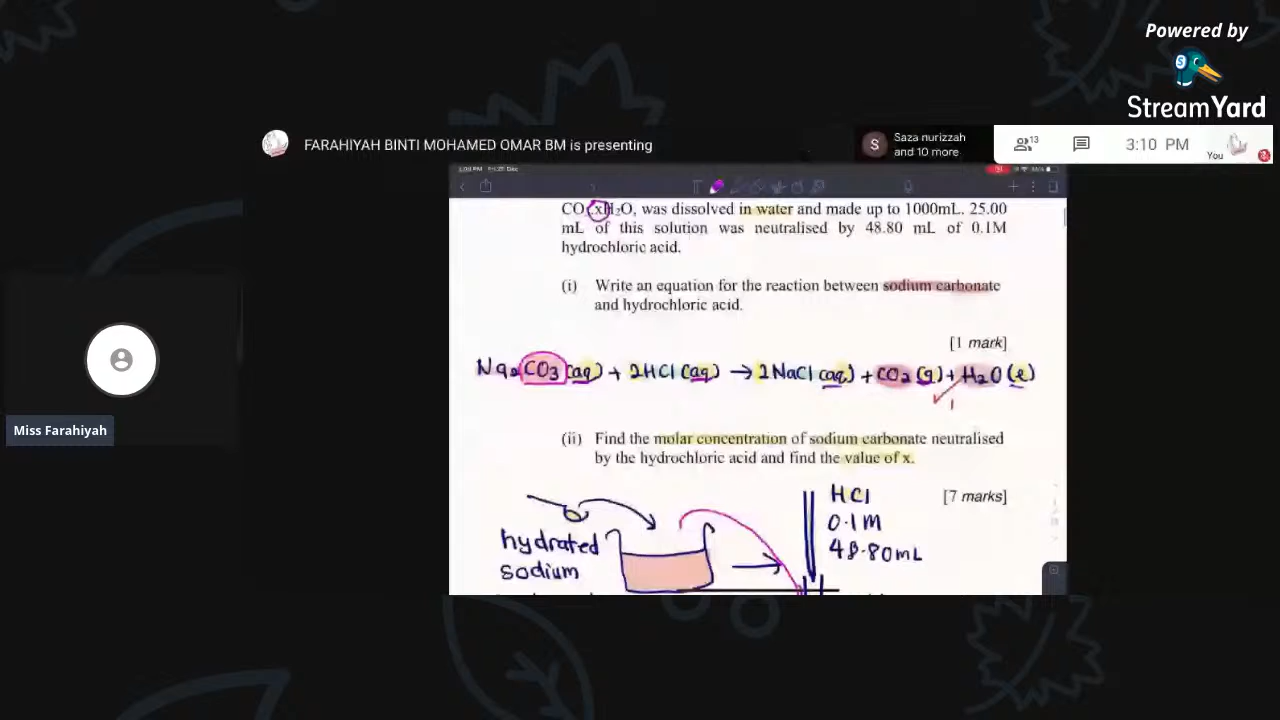 Powered by
StreamYard
FARAHIYAH BINTI MOHAMED OMAR BM is presenting
S
Saza nurizzah
and 10 more
13
3:10 PM
You
CO₃.xH₂O, was dissolved in water and made up to 1000mL. 25.00
mL of this solution was neutralised by 48.80 mL of 0.1M
hydrochloric acid.
(i) Write an equation for the reaction between sodium carbonate
and hydrochloric acid.
[1 mark]
Na₂CO3(aq) + 2HCl(aq) → 2NaCl(aq) + CO₂(g) + H₂O(l)
1
(ii) Find the molar concentration of sodium carbonate neutralised
by the hydrochloric acid and find the value of x.
[7 marks]
HCl
0.1M
48.80mL
hydrated
sodium
Miss Farahiyah